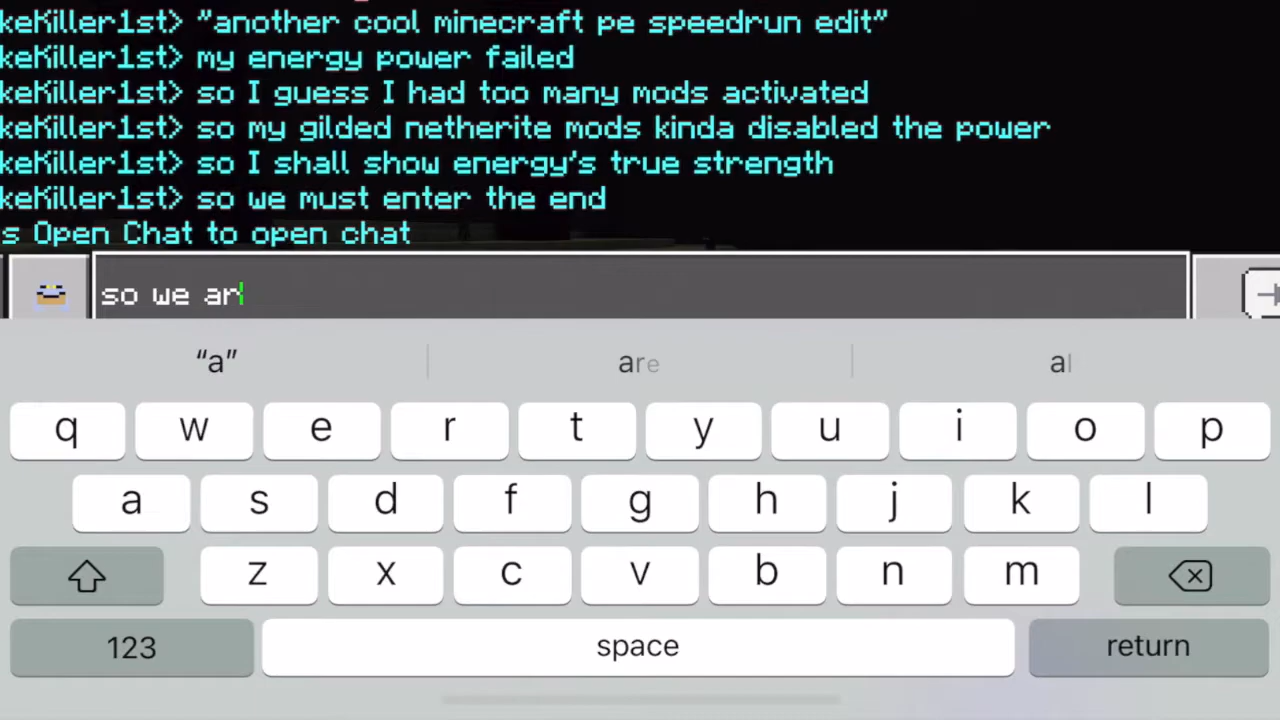 keKiller1st> "another cool minecraft pe speedrun edit"
keKiller1st> my energy power failed
keKiller1st> so I guess I had too many mods activated
keKiller1st> so my gilded netherite mods kinda disabled the power
keKiller1st> so I shall show energy's true strength
keKiller1st> so we must enter the end
s Open Chat to open chat
so we ar
“a” are al
q w e r t y u i o p
a s d f g h j k l
z x c v b n m
123 space return